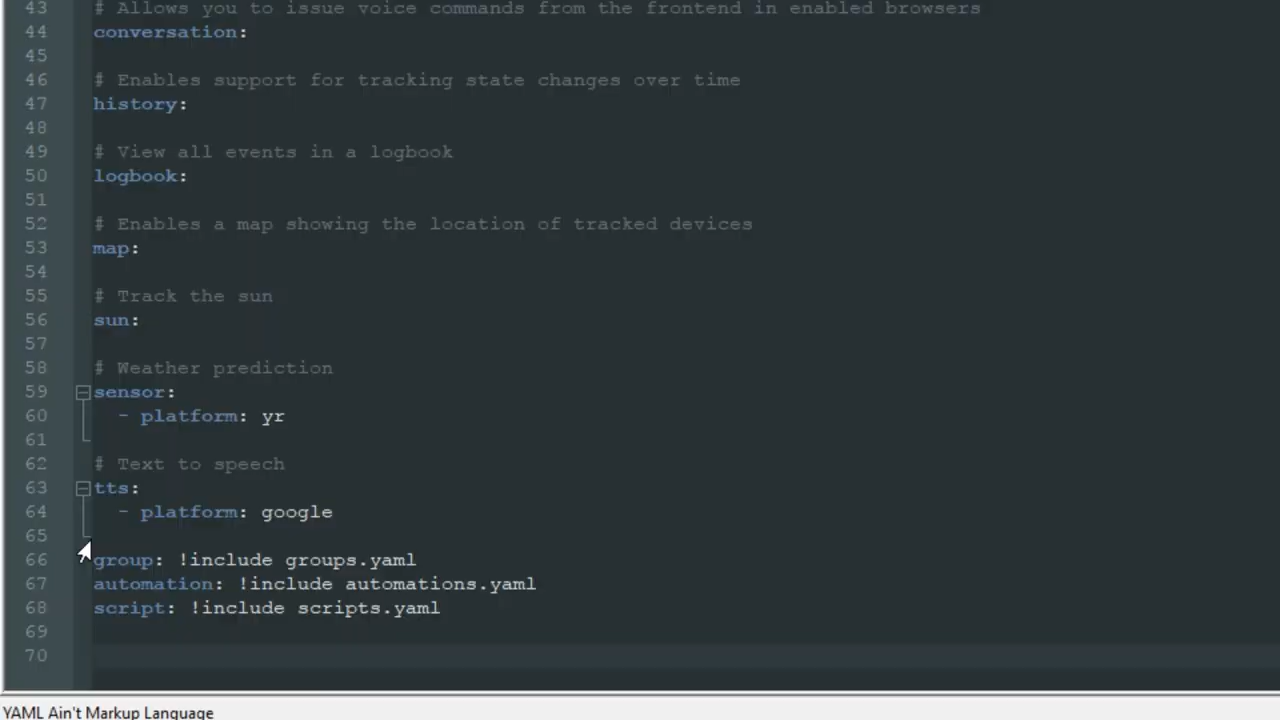 43 # Allows you to issue voice commands from the frontend in enabled browsers
44 conversation:
45
46 # Enables support for tracking state changes over time
47 history:
48
49 # View all events in a logbook
50 logbook:
51
52 # Enables a map showing the location of tracked devices
53 map:
54
55 # Track the sun
56 sun:
57
58 # Weather prediction
59 sensor:
60   - platform: yr
61
62 # Text to speech
63 tts:
64   - platform: google
65
66 group: !include groups.yaml
67 automation: !include automations.yaml
68 script: !include scripts.yaml
69
70
YAML Ain't Markup Language